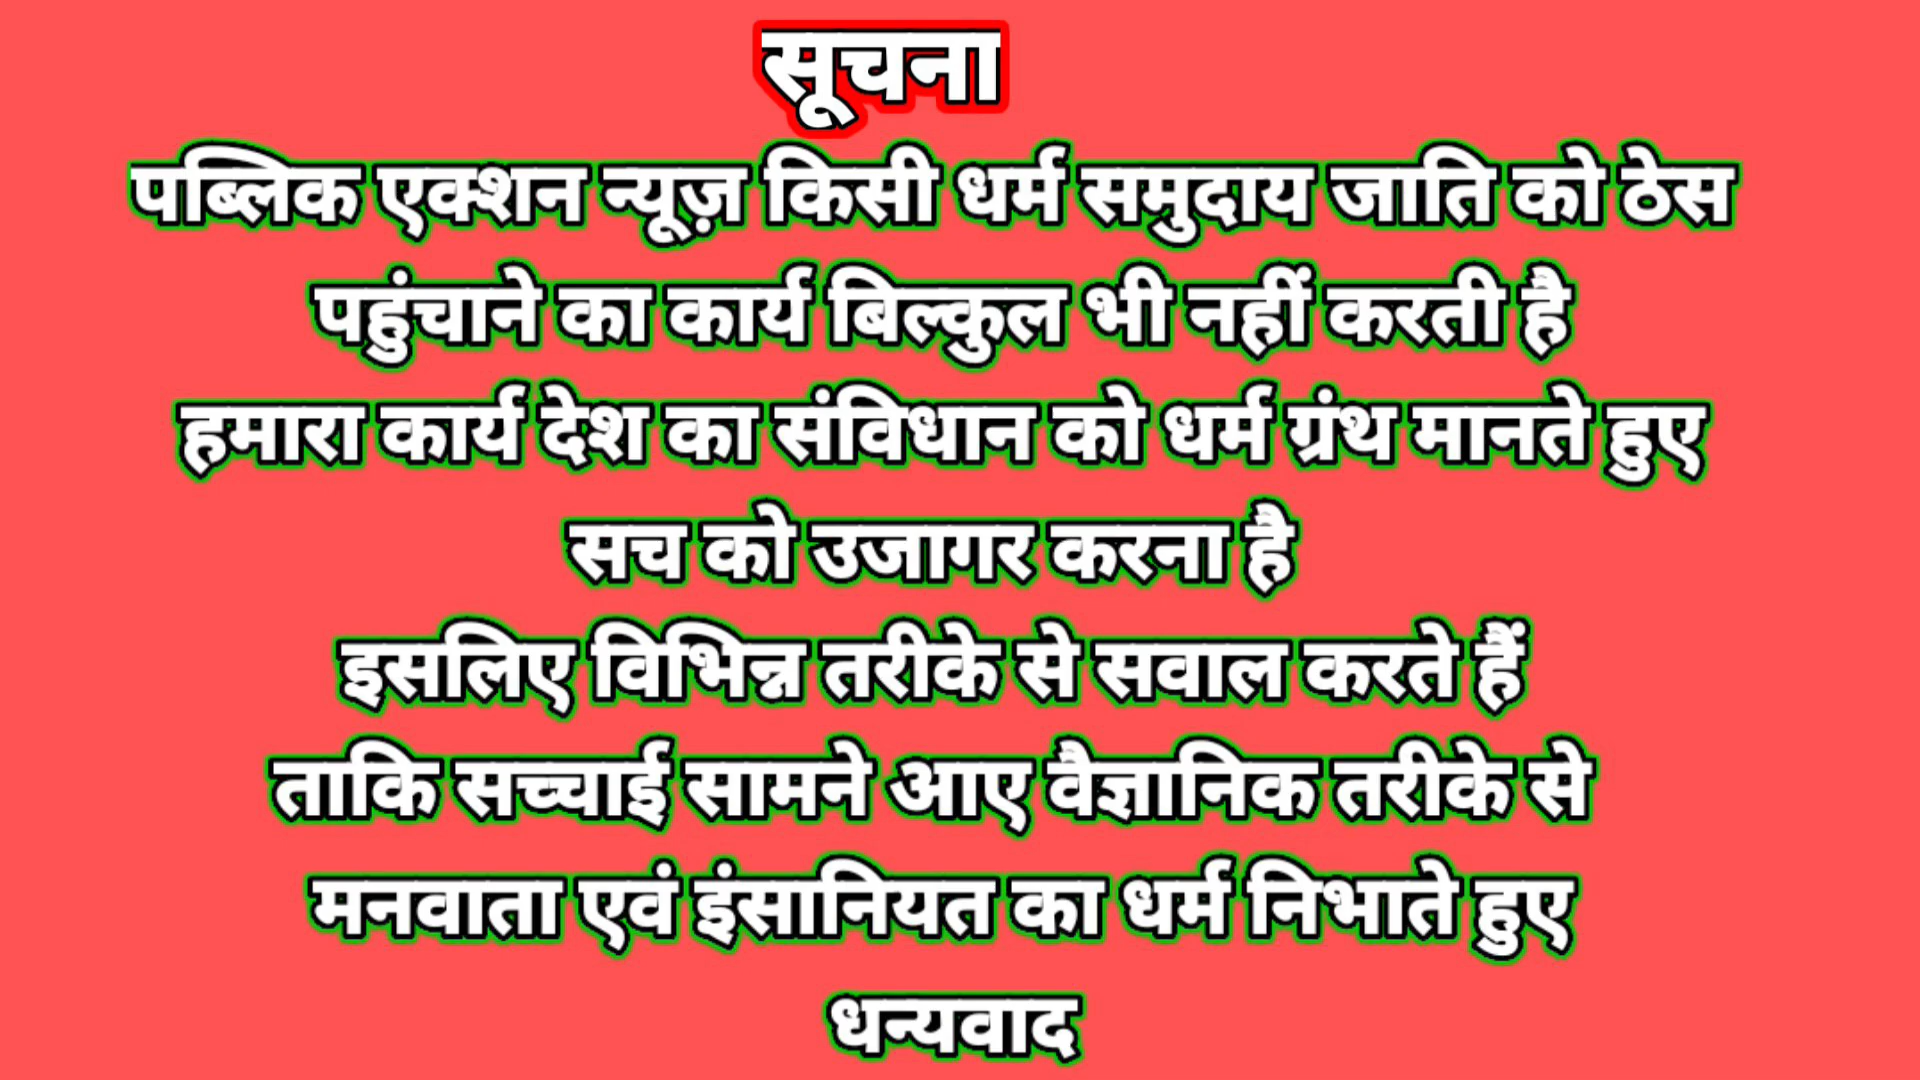 सूचना
पब्लिक एक्शन न्यूज़ किसी धर्म समुदाय जाति को ठेस
पहुंचाने का कार्य बिल्कुल भी नहीं करती है
हमारा कार्य देश का संविधान को धर्म ग्रंथ मानते हुए
सच को उजागर करना है
इसलिए विभिन्न तरीके से सवाल करते हैं
ताकि सच्चाई सामने आए वैज्ञानिक तरीके से
मनवाता एवं इंसानियत का धर्म निभाते हुए
धन्यवाद